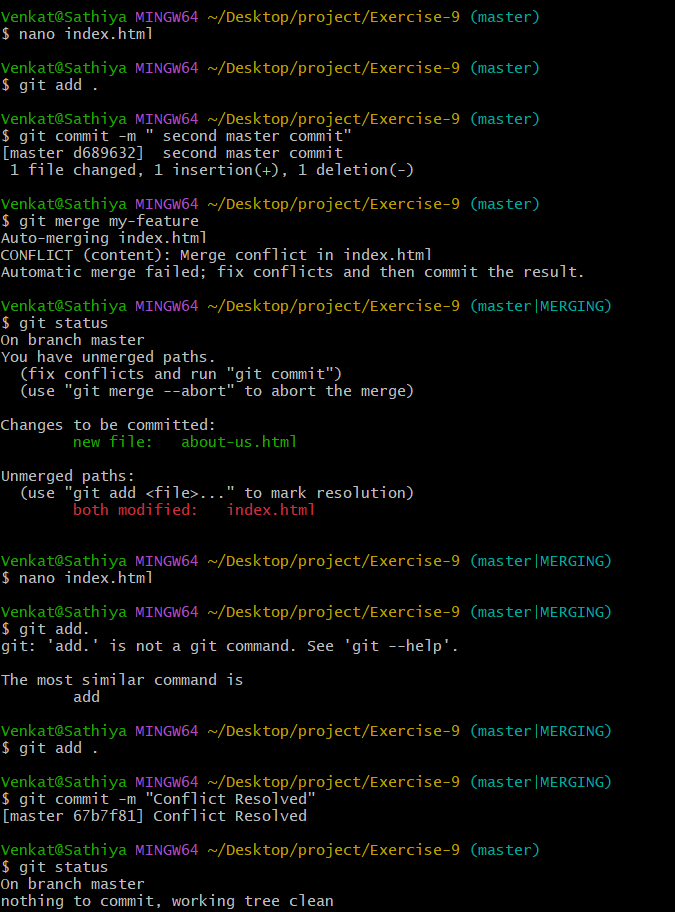 Venkat@Sathiya MINGW64 ~/Desktop/project/Exercise-9 (master)
$ nano index.html
Venkat@Sathiya MINGW64 ~/Desktop/project/Exercise-9 (master)
$ git add .
Venkat@Sathiya MINGW64 ~/Desktop/project/Exercise-9 (master)
$ git commit -m " second master commit"
[master d689632]  second master commit
 1 file changed, 1 insertion(+), 1 deletion(-)
Venkat@Sathiya MINGW64 ~/Desktop/project/Exercise-9 (master)
$ git merge my-feature
Auto-merging index.html
CONFLICT (content): Merge conflict in index.html
Automatic merge failed; fix conflicts and then commit the result.
Venkat@Sathiya MINGW64 ~/Desktop/project/Exercise-9 (master|MERGING)
$ git status
On branch master
You have unmerged paths.
  (fix conflicts and run "git commit")
  (use "git merge --abort" to abort the merge)
Changes to be committed:
        new file:   about-us.html
Unmerged paths:
  (use "git add <file>..." to mark resolution)
        both modified:   index.html
Venkat@Sathiya MINGW64 ~/Desktop/project/Exercise-9 (master|MERGING)
$ nano index.html
Venkat@Sathiya MINGW64 ~/Desktop/project/Exercise-9 (master|MERGING)
$ git add.
git: 'add.' is not a git command. See 'git --help'.
The most similar command is
        add
Venkat@Sathiya MINGW64 ~/Desktop/project/Exercise-9 (master|MERGING)
$ git add .
Venkat@Sathiya MINGW64 ~/Desktop/project/Exercise-9 (master|MERGING)
$ git commit -m "Conflict Resolved"
[master 67b7f81] Conflict Resolved
Venkat@Sathiya MINGW64 ~/Desktop/project/Exercise-9 (master)
$ git status
On branch master
nothing to commit, working tree clean